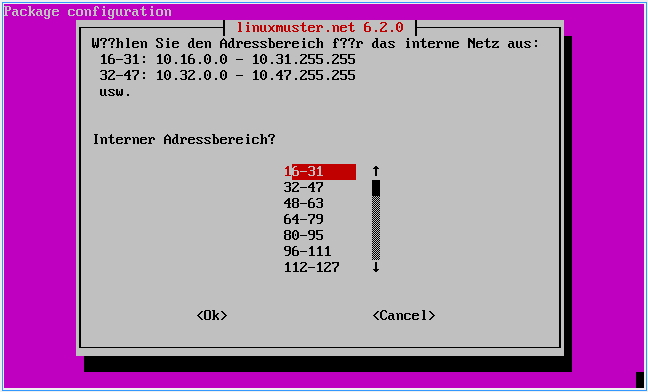 Package configuration
linuxmuster.net 6.2.0
W??hlen Sie den Adressbereich f??r das interne Netz aus:
16-31: 10.16.0.0 - 10.31.255.255
32-47: 10.32.0.0 - 10.47.255.255
usw.
Interner Adressbereich?
16-31
32-47
48-63
64-79
80-95
96-111
112-127
<Ok> <Cancel>